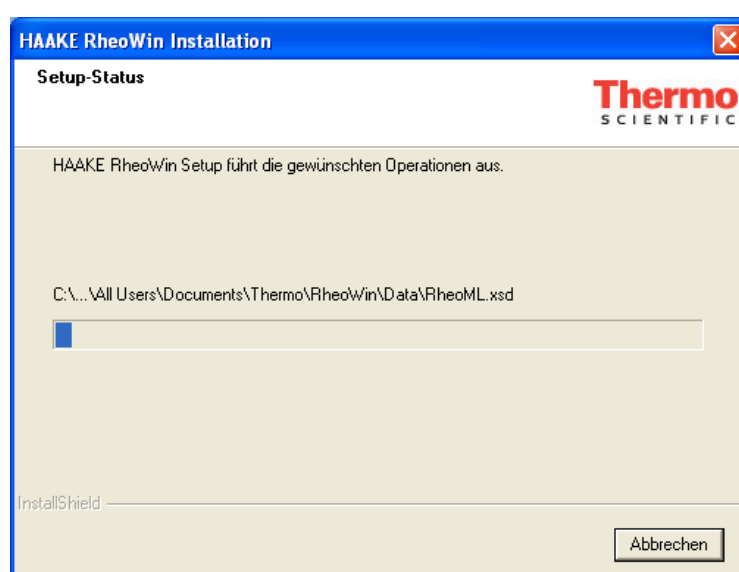 HAAKE RheoWin Installation
Setup-Status
Thermo
SCIENTIFIC
HAAKE RheoWin Setup führt die gewünschten Operationen aus.
C:\...\All Users\Documents\Thermo\RheoWin\Data\RheoML.xsd
InstallShield
Abbrechen